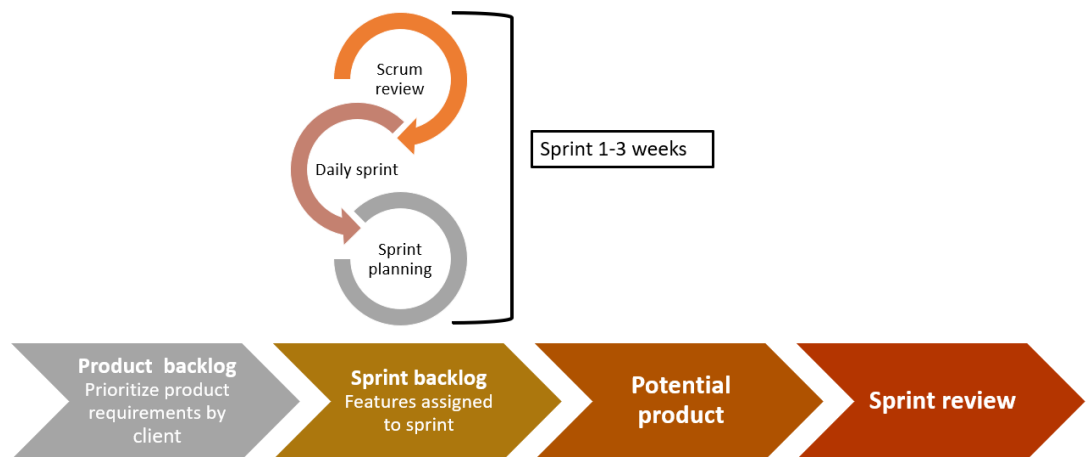 Scrum
review
Daily sprint
Sprint
planning
Sprint 1-3 weeks
Product backlog
Prioritize product
requirements by
client
Sprint backlog
Features assigned
to sprint
Potential
product
Sprint review